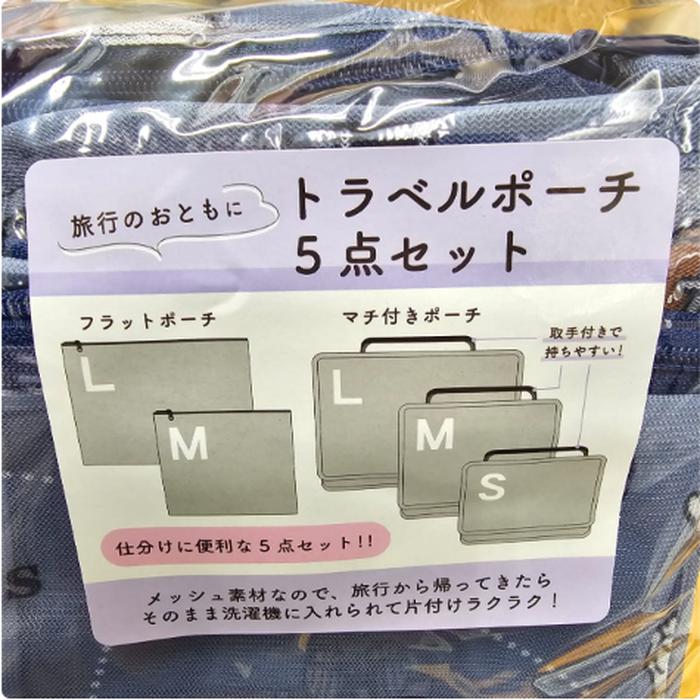 旅行のおともに
トラベルポーチ
5点セット
フラットポーチ
マチ付きポーチ
取手付きで
持ちやすい!
L
M
L
M
S
仕分けに便利な5点セット!!
メッシュ素材なので、旅行から帰ってきたら
そのまま洗濯機に入れられて片付けラクラク!
S